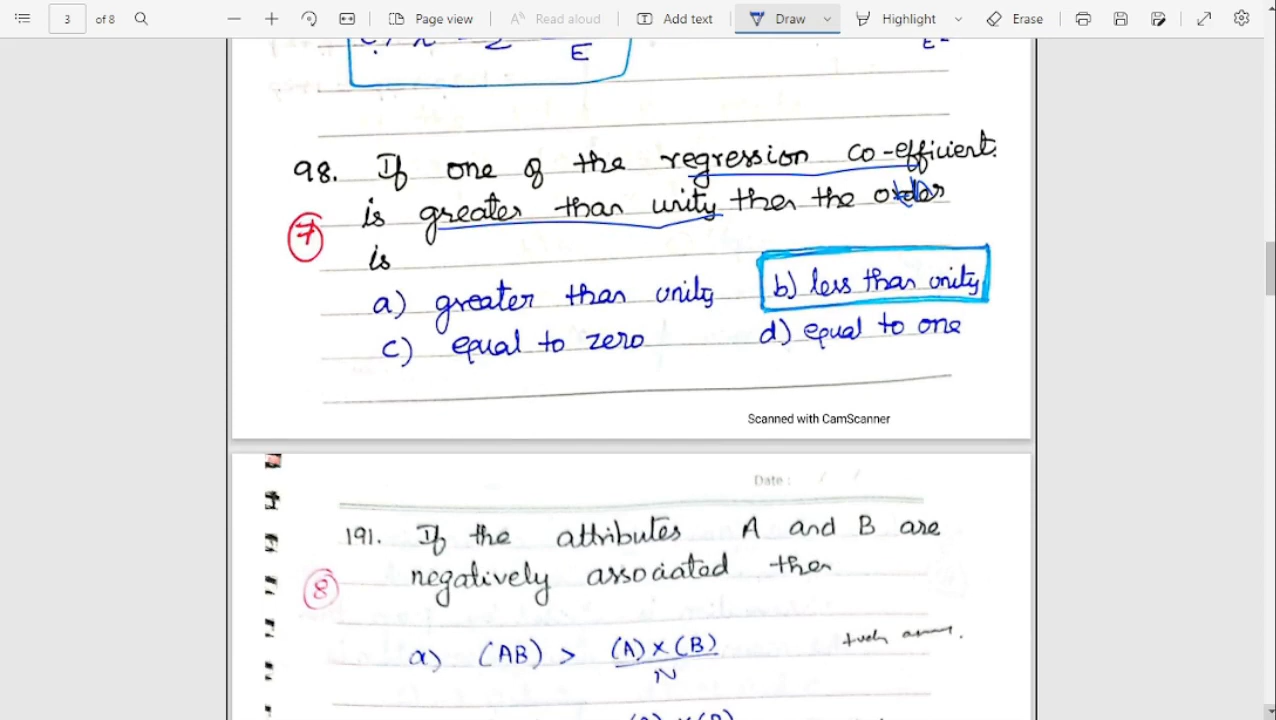 3 of 8 Page view Read aloud Add text Draw Highlight Erase
E
98. If one of the regression co-efficient.
7 is greater than unity then the
is
a) greater than unity b) less than unity
c) equal to zero d) equal to one
Scanned with CamScanner
Date : / /
191. If the attributes A and B are
8 negatively associated then
a) (AB) > (A) × (B)
N